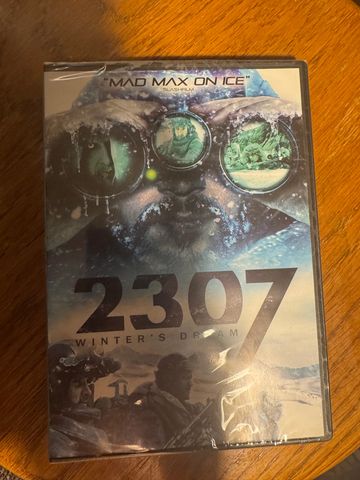 "MAD MAX ON ICE"
SLASHFILM
2307
WINTER'S DREAM